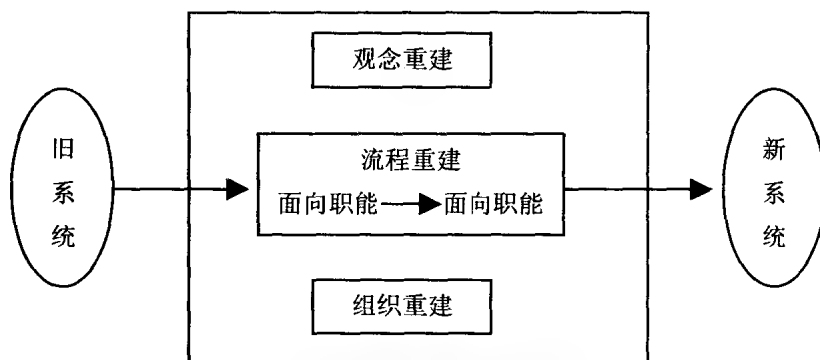 观念重建
旧系统
流程重建
面向职能 面向职能
新系统
组织重建